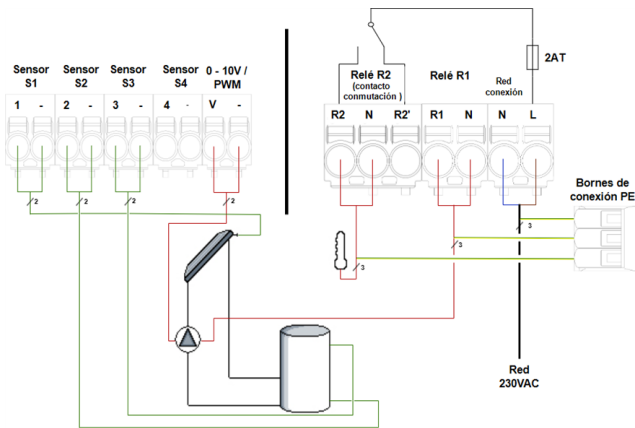 Sensor S1
Sensor S2
Sensor S3
Sensor S4
0 - 10V / PWM
1 - 2 - 3 - 4 - V -
2
2
2
2
Relé R2
(contacto
conmutación )
Relé R1
Red
conexión
2AT
R2 N R2' R1 N N L
Bornes de
conexión PE
3
3
3
Red
230VAC